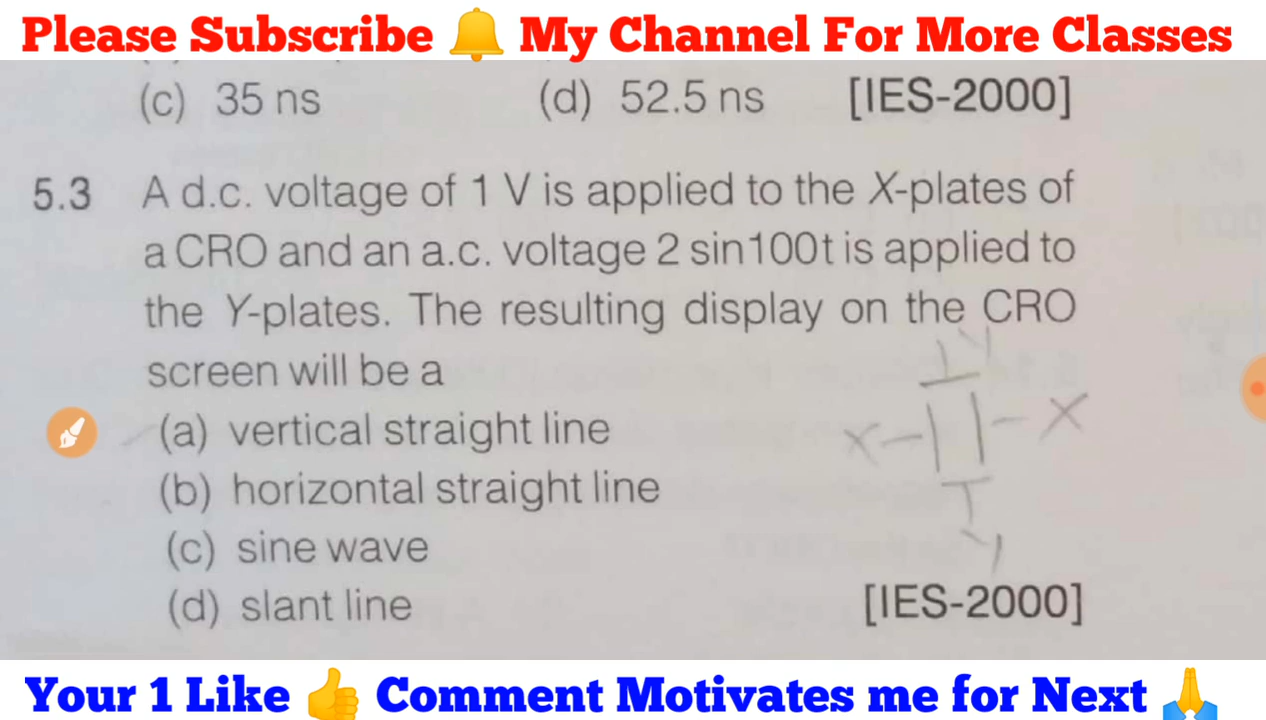 Please Subscribe 🔔 My Channel For More Classes
(c) 35 ns (d) 52.5 ns [IES-2000]
5.3 A d.c. voltage of 1 V is applied to the X-plates of
a CRO and an a.c. voltage 2 sin100t is applied to
the Y-plates. The resulting display on the CRO
screen will be a
Y
(a) vertical straight line
X X
(b) horizontal straight line
(c) sine wave
Y
(d) slant line [IES-2000]
Your 1 Like 👍 Comment Motivates me for Next 🙏